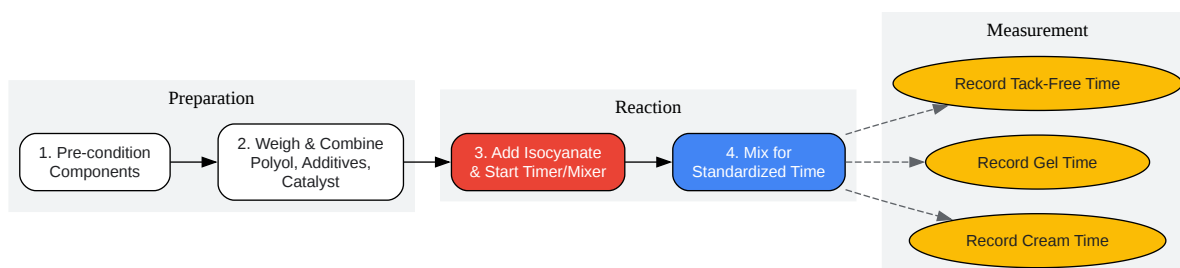 Preparation
1. Pre-condition
Components
2. Weigh & Combine
Polyol, Additives,
Catalyst
Reaction
3. Add Isocyanate
& Start Timer/Mixer
4. Mix for
Standardized Time
Measurement
Record Tack-Free Time
Record Gel Time
Record Cream Time